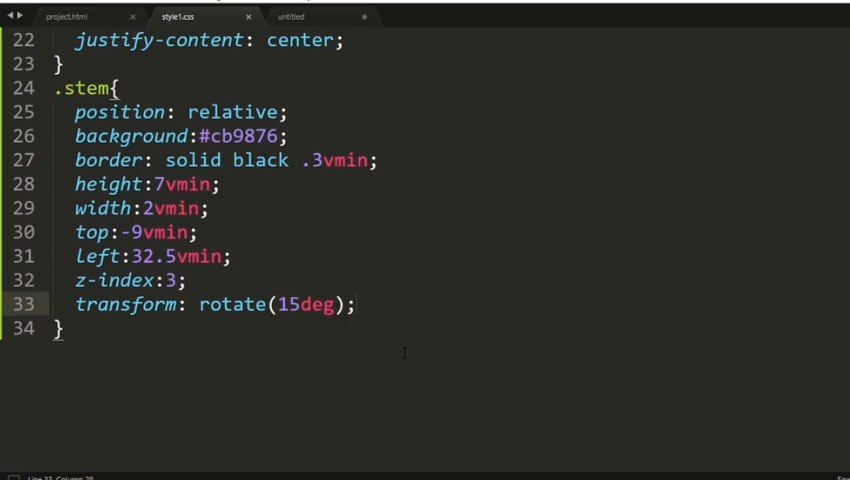 project.html
style1.css
untitled
22 justify-content: center;
23 }
24 .stem{
25 position: relative;
26 background:#cb9876;
27 border: solid black .3vmin;
28 height:7vmin;
29 width:2vmin;
30 top:-9vmin;
31 left:32.5vmin;
32 z-index:3;
33 transform: rotate(15deg);
34 }